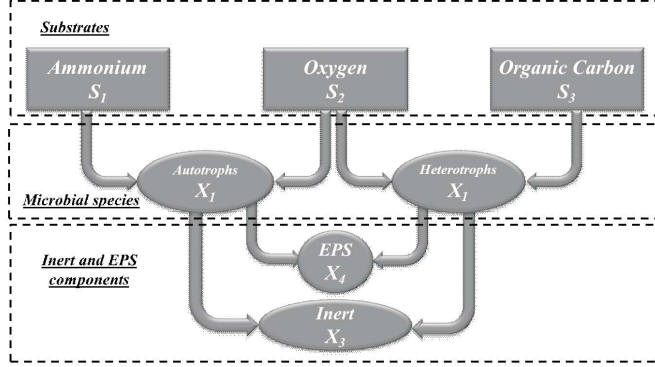 Substrates
Ammonium
S1
Oxygen
S2
Organic Carbon
S3
Autotrophs
X1
Heterotrophs
X1
Microbial species
Inert and EPS
components
EPS
X4
Inert
X3